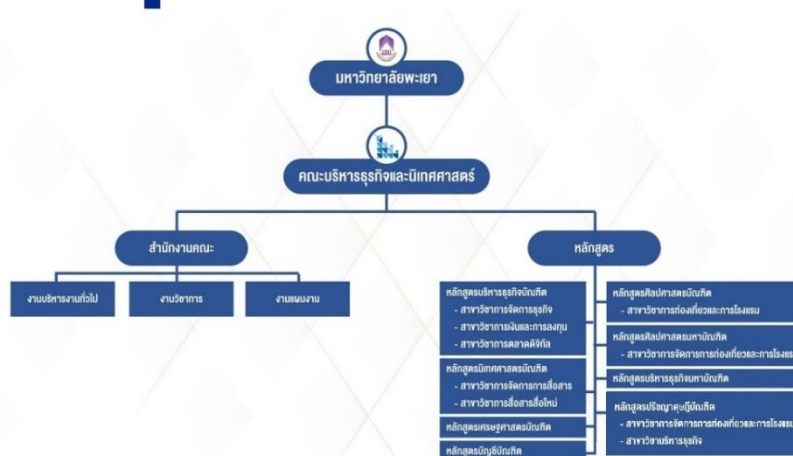 มหาวิทยาลัยพะเยา
คณะบริหารธุรกิจและนิเทศศาสตร์
สำนักงานคณะ
หลักสูตร
งานบริหารงานทั่วไป
งานวิชาการ
งานแผนงาน
หลักสูตรบริหารธุรกิจบัณฑิต
- สาขาวิชาการจัดการธุรกิจ
- สาขาวิชาการเงินและการลงทุน
- สาขาวิชาการตลาดดิจิทัล
หลักสูตรนิเทศศาสตรบัณฑิต
- สาขาวิชาการจัดการการสื่อสาร
- สาขาวิชาการสื่อสารสื่อใหม่
หลักสูตรเศรษฐศาสตรบัณฑิต
หลักสูตรบัญชีบัณฑิต
หลักสูตรศิลปศาสตรบัณฑิต
- สาขาวิชาการท่องเที่ยวและการโรงแรม
หลักสูตรศิลปศาสตรมหาบัณฑิต
- สาขาวิชาการจัดการการท่องเที่ยวและการโรงแรม
หลักสูตรบริหารธุรกิจมหาบัณฑิต
หลักสูตรปรัชญาดุษฎีบัณฑิต
- สาขาวิชาการจัดการการท่องเที่ยวและการโรงแรม
- สาขาวิชาบริหารธุรกิจ